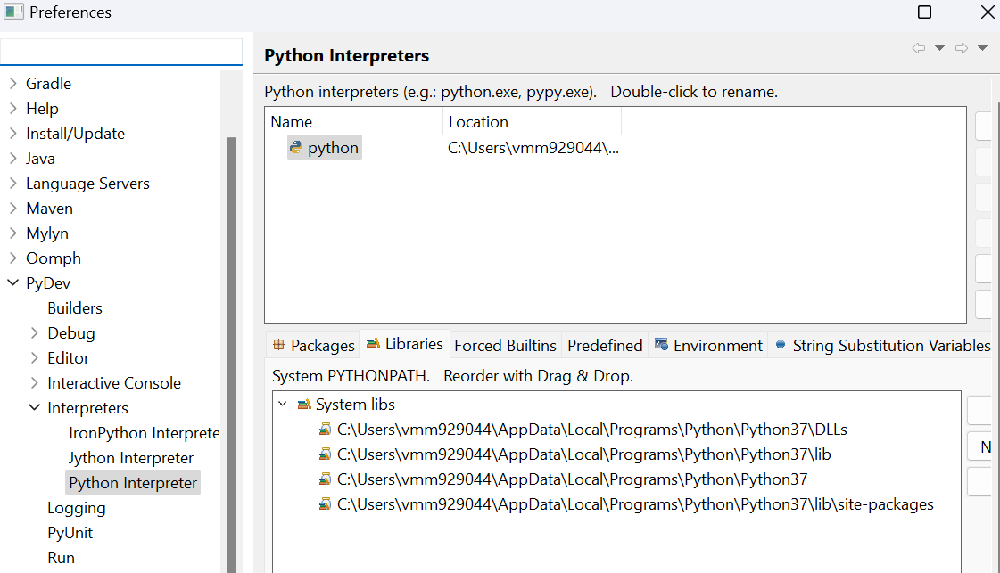 Preferences
Gradle
Help
Install/Update
Java
Language Servers
Maven
Mylyn
Oomph
PyDev
Builders
Debug
Editor
Interactive Console
Interpreters
IronPython Interprete
Jython Interpreter
Python Interpreter
Logging
PyUnit
Run
Python Interpreters
Python interpreters (e.g.: python.exe, pypy.exe).   Double-click to rename.
Name Location
python C:\Users\vmm929044\...
Packages Libraries Forced Builtins Predefined Environment String Substitution Variables
System PYTHONPATH.   Reorder with Drag & Drop.
System libs
C:\Users\vmm929044\AppData\Local\Programs\Python\Python37\DLLs
C:\Users\vmm929044\AppData\Local\Programs\Python\Python37\lib
N
C:\Users\vmm929044\AppData\Local\Programs\Python\Python37
C:\Users\vmm929044\AppData\Local\Programs\Python\Python37\lib\site-packages